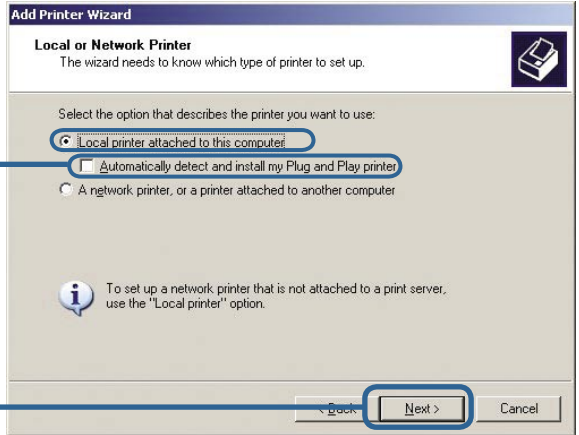 Add Printer Wizard
Local or Network Printer
The wizard needs to know which type of printer to set up.
Select the option that describes the printer you want to use:
Local printer attached to this computer
Automatically detect and install my Plug and Play printer
A network printer, or a printer attached to another computer
To set up a network printer that is not attached to a print server,
use the "Local printer" option.
< Back Next > Cancel